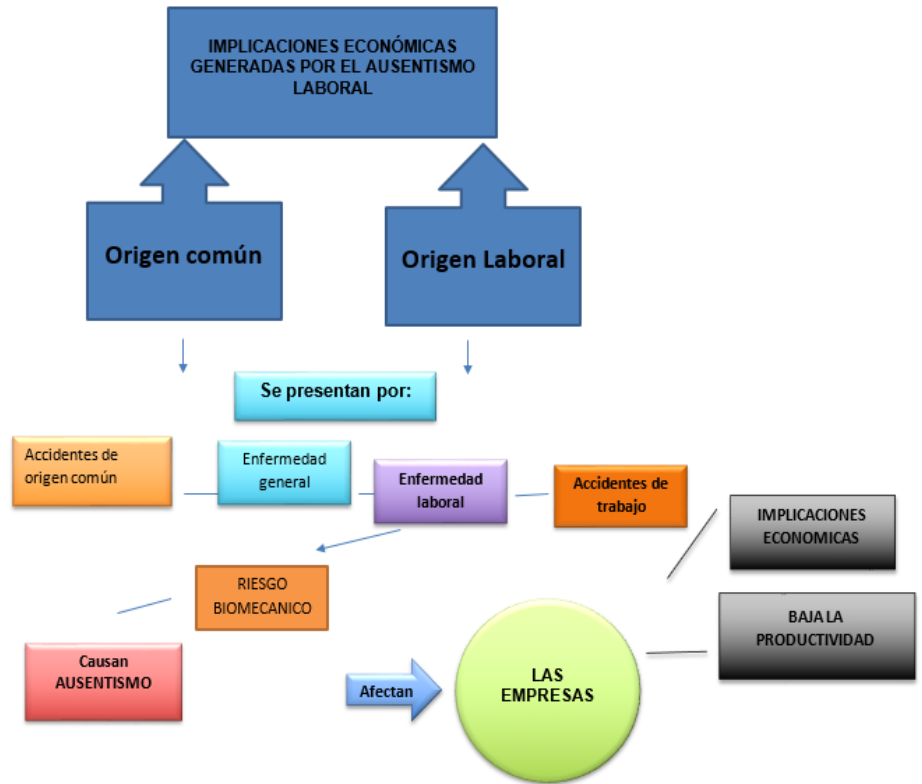 IMPLICACIONES ECONÓMICAS
GENERADAS POR EL AUSENTISMO
LABORAL
Origen común
Origen Laboral
Se presentan por:
Accidentes de
origen común
Enfermedad
general
Enfermedad
laboral
Accidentes de
trabajo
IMPLICACIONES
ECONOMICAS
RIESGO
BIOMECANICO
BAJA LA
PRODUCTIVIDAD
Causan
AUSENTISMO
Afectan
LAS
EMPRESAS